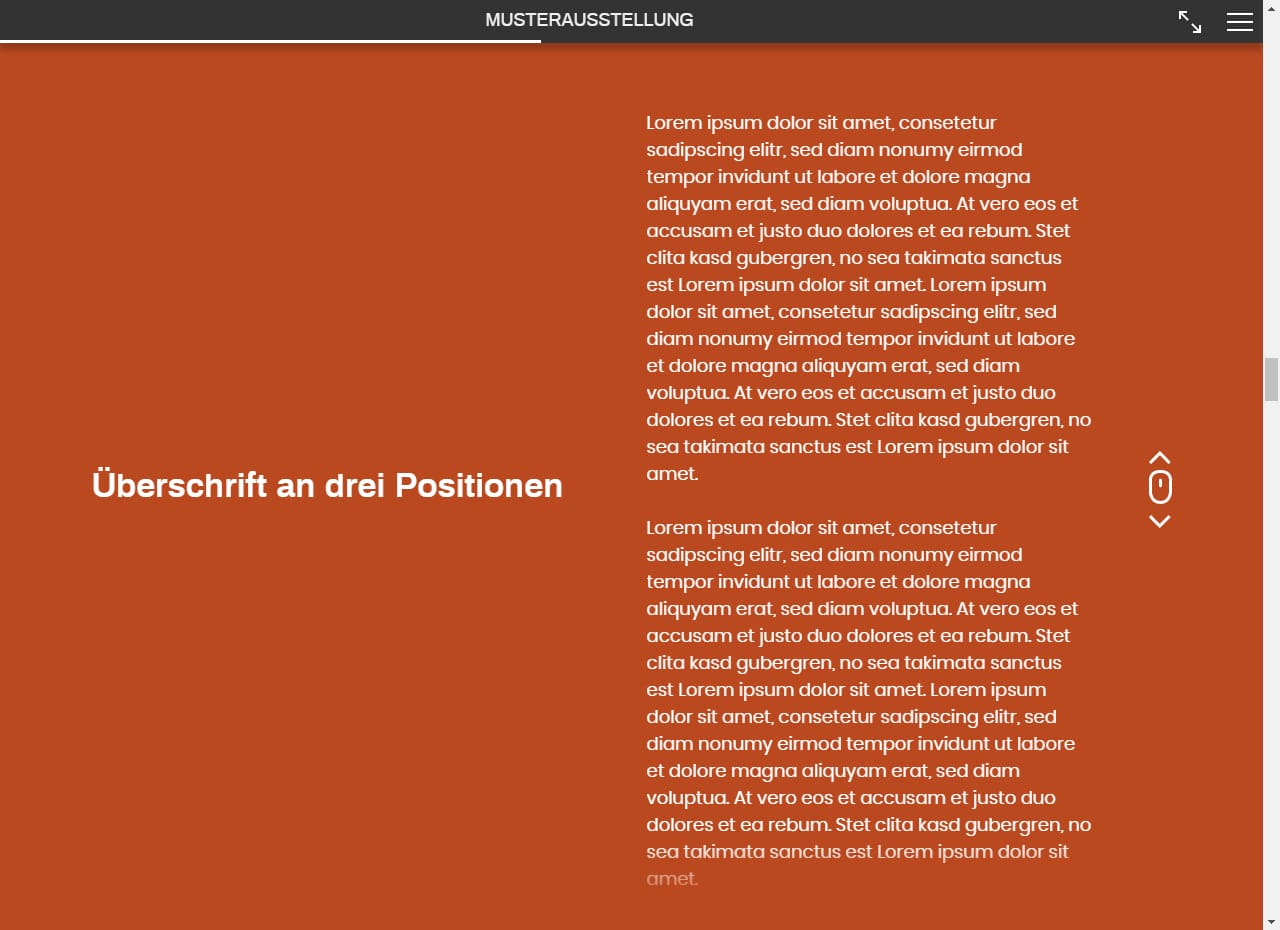 MUSTERAUSSTELLUNG
Überschrift an drei Positionen
Lorem ipsum dolor sit amet, consetetur
sadipscing elitr, sed diam nonumy eirmod
tempor invidunt ut labore et dolore magna
aliquyam erat, sed diam voluptua. At vero eos et
accusam et justo duo dolores et ea rebum. Stet
clita kasd gubergren, no sea takimata sanctus
est Lorem ipsum dolor sit amet. Lorem ipsum
dolor sit amet, consetetur sadipscing elitr, sed
diam nonumy eirmod tempor invidunt ut labore
et dolore magna aliquyam erat, sed diam
voluptua. At vero eos et accusam et justo duo
dolores et ea rebum. Stet clita kasd gubergren, no
sea takimata sanctus est Lorem ipsum dolor sit
amet.
Lorem ipsum dolor sit amet, consetetur
sadipscing elitr, sed diam nonumy eirmod
tempor invidunt ut labore et dolore magna
aliquyam erat, sed diam voluptua. At vero eos et
accusam et justo duo dolores et ea rebum. Stet
clita kasd gubergren, no sea takimata sanctus
est Lorem ipsum dolor sit amet. Lorem ipsum
dolor sit amet, consetetur sadipscing elitr, sed
diam nonumy eirmod tempor invidunt ut labore
et dolore magna aliquyam erat, sed diam
voluptua. At vero eos et accusam et justo duo
dolores et ea rebum. Stet clita kasd gubergren, no
sea takimata sanctus est Lorem ipsum dolor sit
amet.